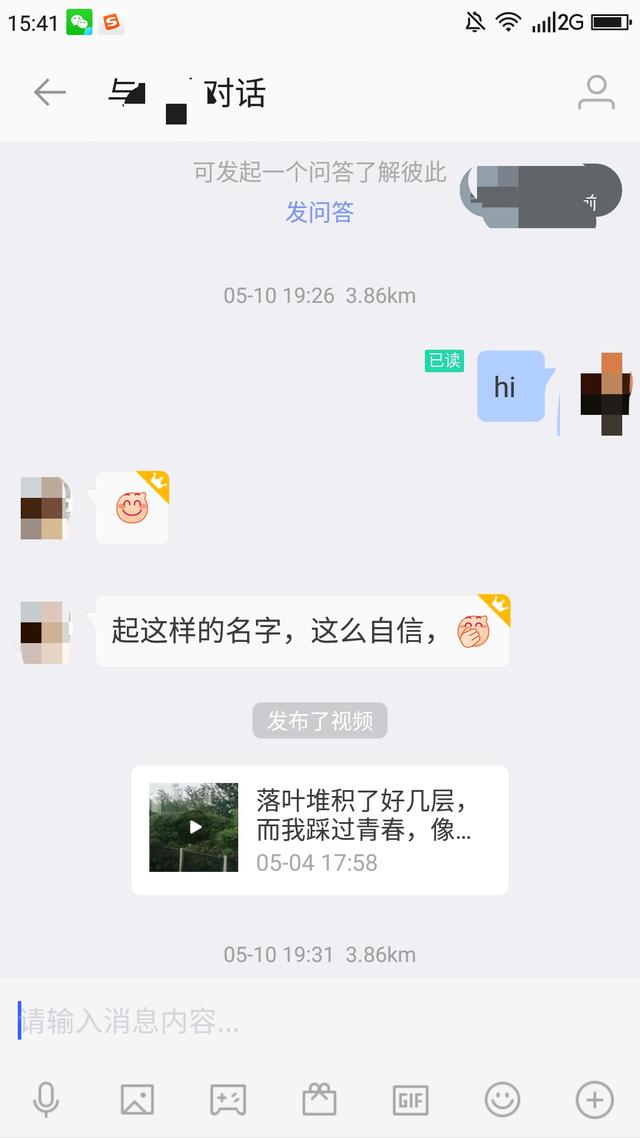 15:41
2G
与 对话
可发起一个问答了解彼此
发问答
前
05-10 19:26 3.86km
已读
hi
起这样的名字，这么自信，
发布了视频
落叶堆积了好几层，
而我踩过青春，像...
05-04 17:58
05-10 19:31 3.86km
请输入消息内容...
GIF